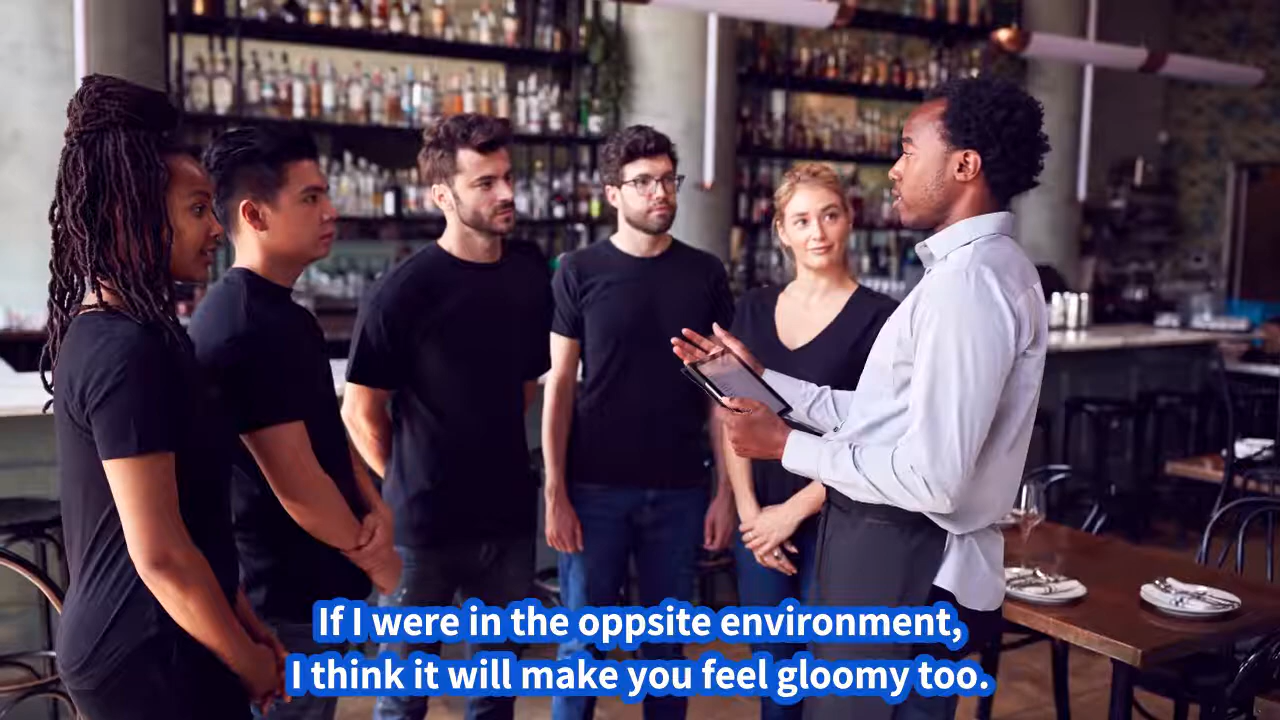 If I were in the oppsite environment,
I think it will make you feel gloomy too.